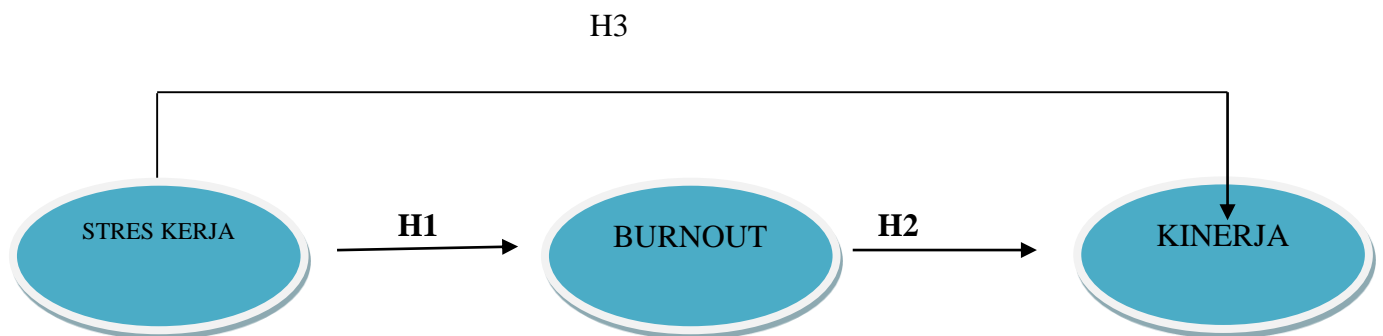 H3
STRES KERJA
H1
BURNOUT
H2
KINERJA